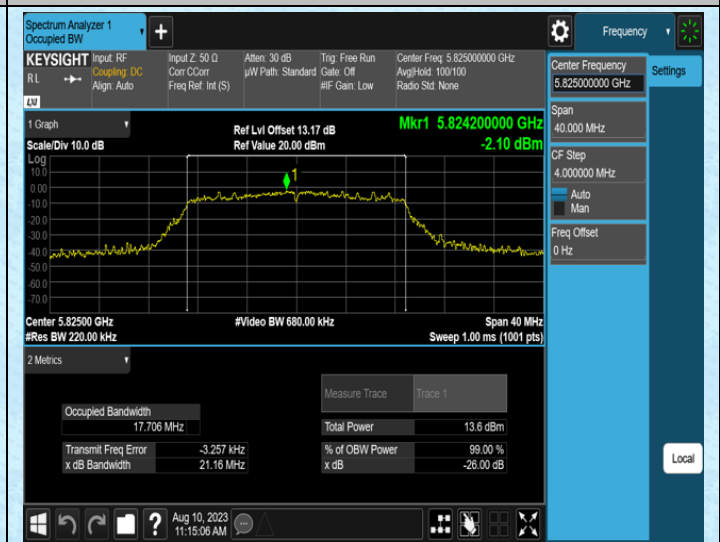 Spectrum Analyzer 1
Occupied BW
+
Frequency
KEYSIGHT
R L
LXI
Input: RF
Coupling: DC
Align: Auto
Input Z: 50 Ω
Corr CCorr
Freq Ref: Int (S)
Atten: 30 dB
µW Path: Standard
Trig: Free Run
Gate: Off
#IF Gain: Low
Center Freq: 5.825000000 GHz
Avg|Hold: 100/100
Radio Std: None
Center Frequency
5.825000000 GHz
Settings
Span
40.000 MHz
CF Step
4.000000 MHz
Auto
Man
Freq Offset
0 Hz
Local
1 Graph
Scale/Div 10.0 dB
Ref Lvl Offset 13.17 dB
Ref Value 20.00 dBm
Mkr1 5.824200000 GHz
-2.10 dBm
Log
10.0
0.00
-10.0
-20.0
-30.0
-40.0
-50.0
-60.0
-70.0
1
Center 5.82500 GHz
#Res BW 220.00 kHz
#Video BW 680.00 kHz
Span 40 MHz
Sweep 1.00 ms (1001 pts)
2 Metrics
Measure Trace Trace 1
Occupied Bandwidth
17.706 MHz
Total Power 13.6 dBm
Transmit Freq Error -3.257 kHz
% of OBW Power 99.00 %
x dB Bandwidth 21.16 MHz
x dB -26.00 dB
?
Aug 10, 2023
11:15:06 AM